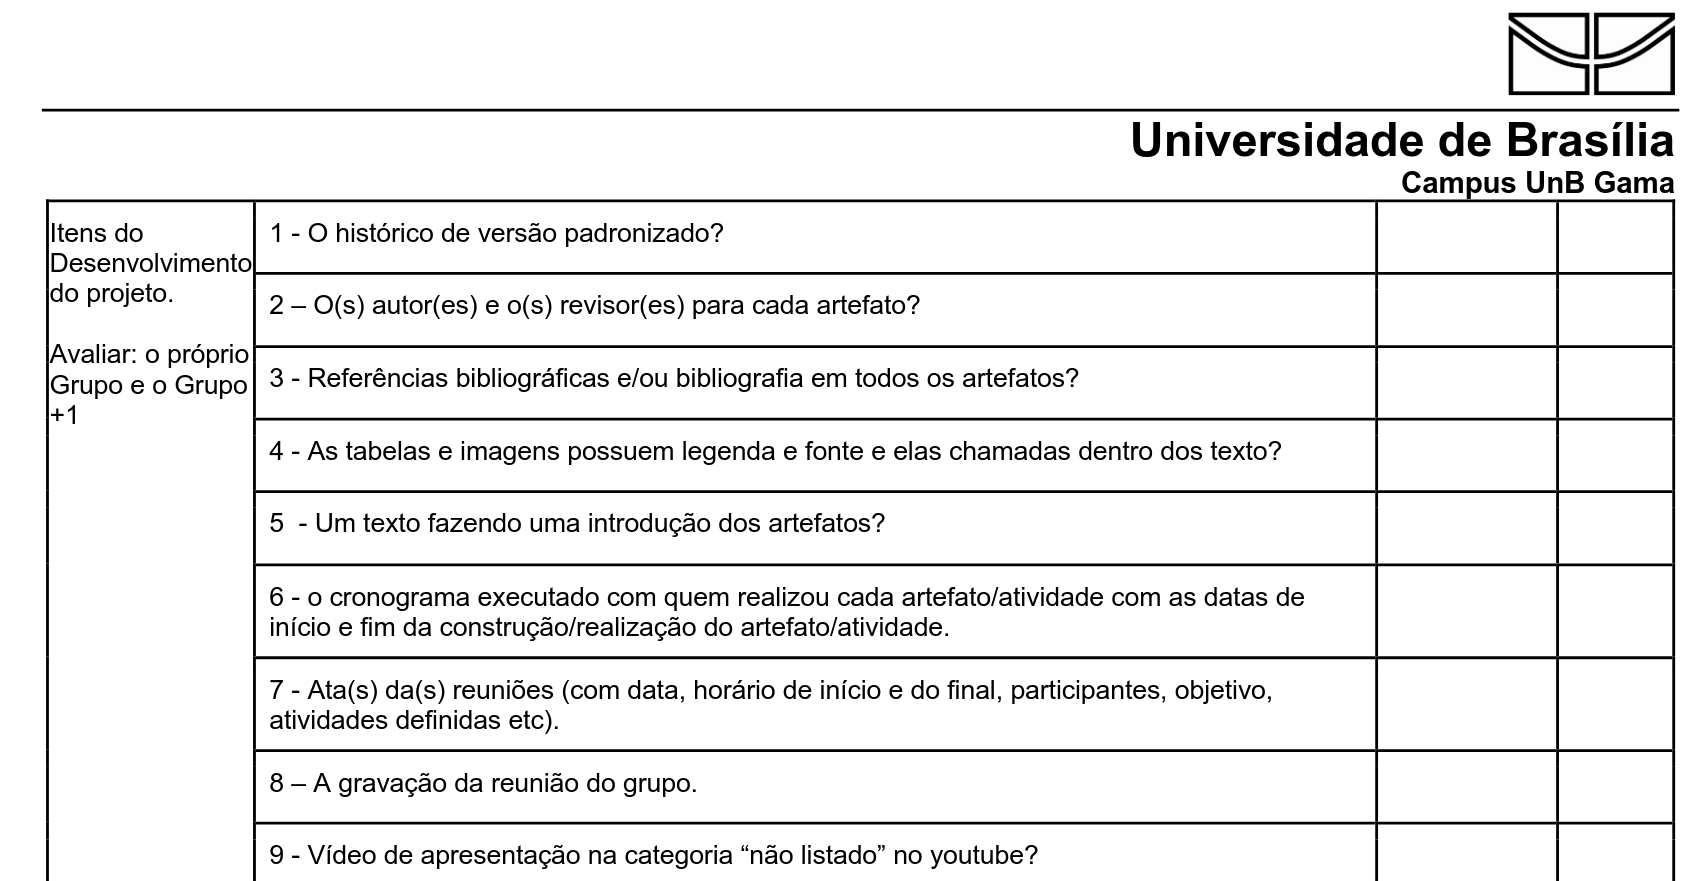 Universidade de Brasília
Campus UnB Gama
Itens do
Desenvolvimento
do projeto.
Avaliar: o próprio
Grupo e o Grupo
+1
1 - O histórico de versão padronizado?
2 – O(s) autor(es) e o(s) revisor(es) para cada artefato?
3 - Referências bibliográficas e/ou bibliografia em todos os artefatos?
4 - As tabelas e imagens possuem legenda e fonte e elas chamadas dentro dos texto?
5  - Um texto fazendo uma introdução dos artefatos?
6 - o cronograma executado com quem realizou cada artefato/atividade com as datas de
início e fim da construção/realização do artefato/atividade.
7 - Ata(s) da(s) reuniões (com data, horário de início e do final, participantes, objetivo,
atividades definidas etc).
8 – A gravação da reunião do grupo.
9 - Vídeo de apresentação na categoria “não listado” no youtube?